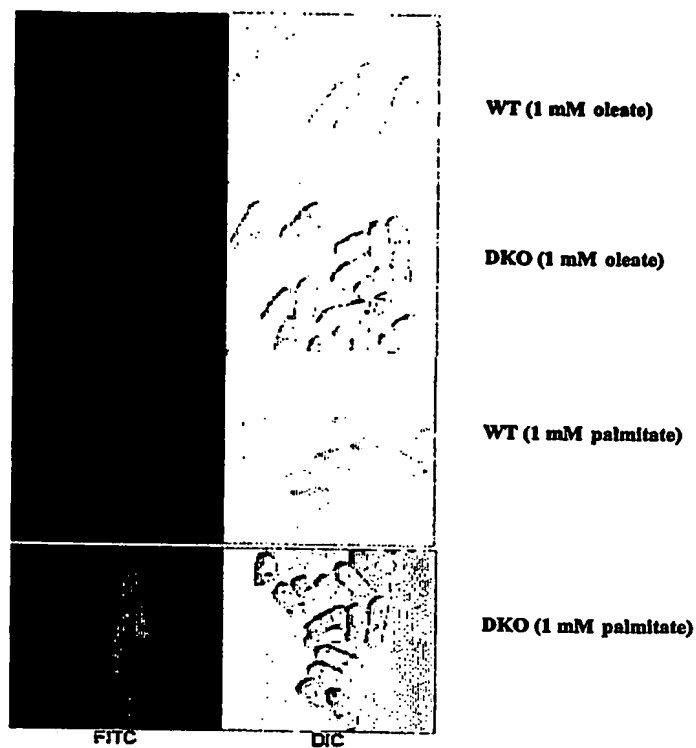 WT (1 mM oleate)
DKO (1 mM oleate)
WT (1 mM palmitate)
DKO (1 mM palmitate)
FITC
DIC